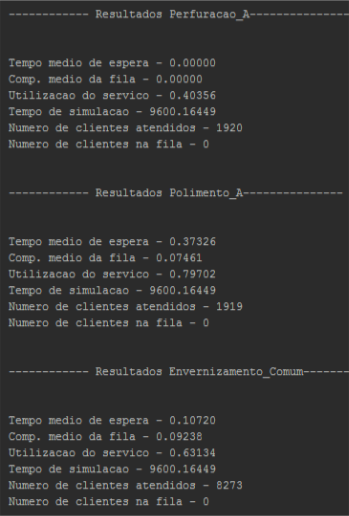 ------------ Resultados Perfuracao_A---------------
Tempo medio de espera - 0.00000
Comp. medio da fila - 0.00000
Utilizacao do servico - 0.40356
Tempo de simulacao - 9600.16449
Numero de clientes atendidos - 1920
Numero de clientes na fila - 0
------------ Resultados Polimento_A---------------
Tempo medio de espera - 0.37326
Comp. medio da fila - 0.07461
Utilizacao do servico - 0.79702
Tempo de simulacao - 9600.16449
Numero de clientes atendidos - 1919
Numero de clientes na fila - 0
------------ Resultados Envernizamento_Comum-------
Tempo medio de espera - 0.10720
Comp. medio da fila - 0.09238
Utilizacao do servico - 0.63134
Tempo de simulacao - 9600.16449
Numero de clientes atendidos - 8273
Numero de clientes na fila - 0